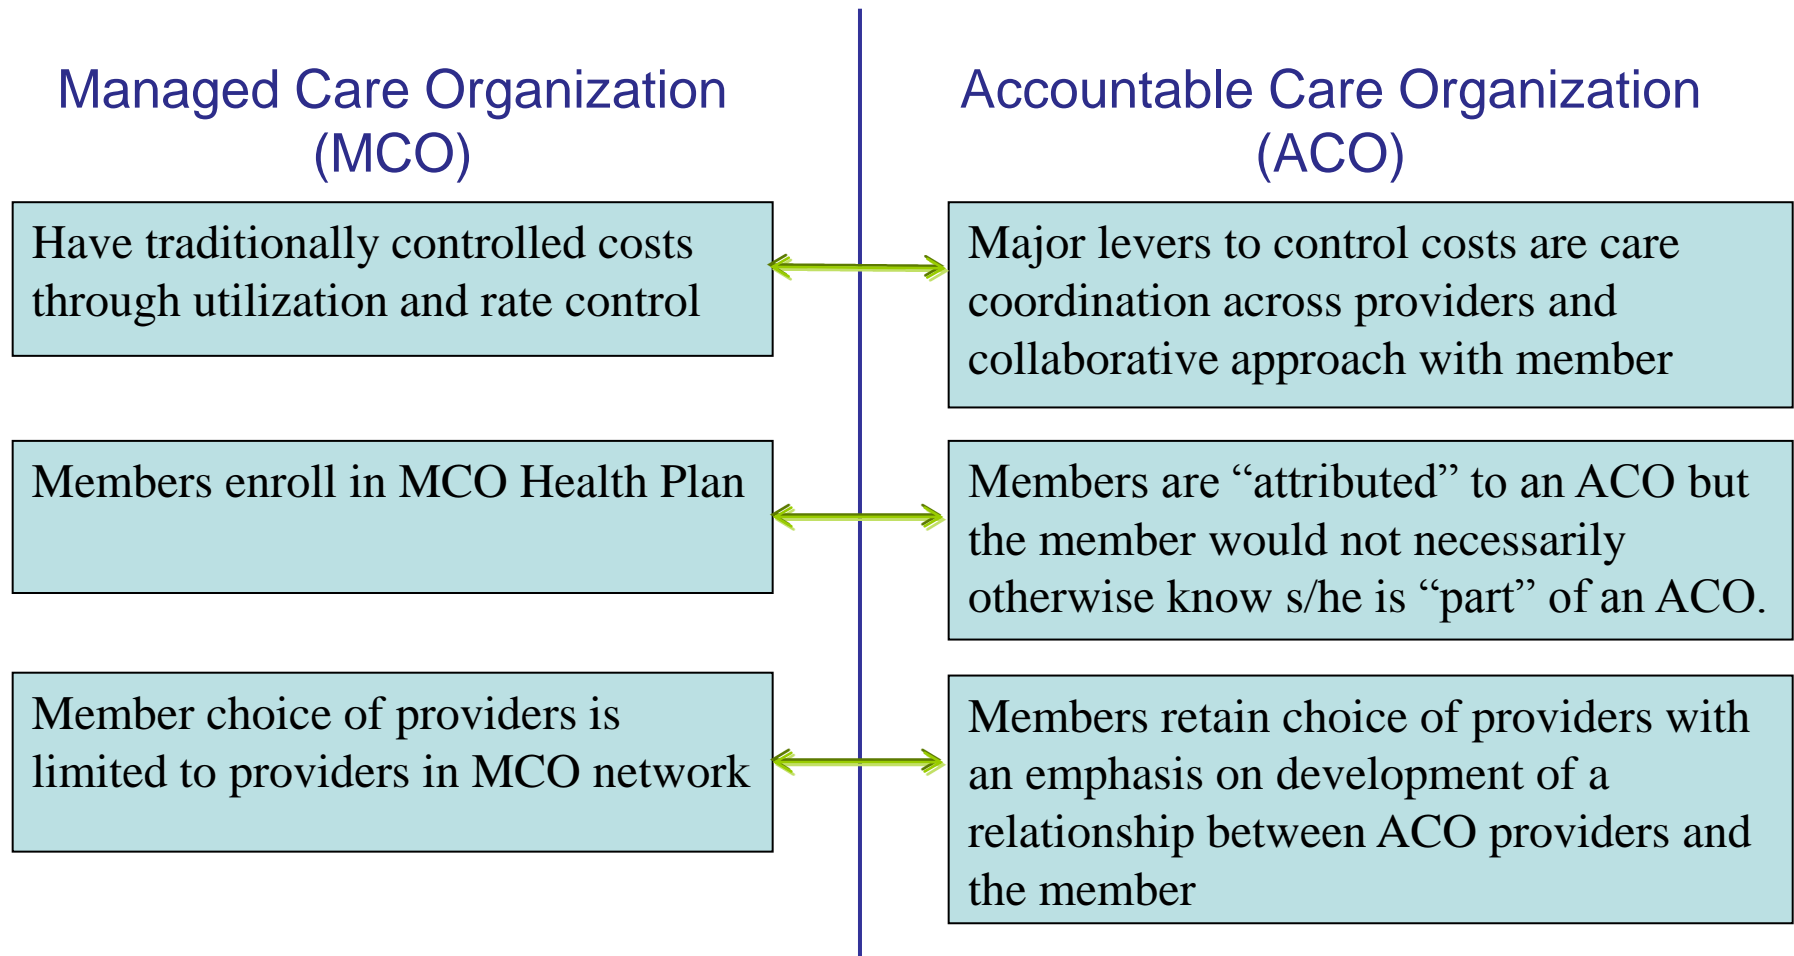 Managed Care Organization
(MCO)
Have traditionally controlled costs
through utilization and rate control
Members enroll in MCO Health Plan
Member choice of providers is
limited to providers in MCO network
Accountable Care Organization
(ACO)
Major levers to control costs are care
coordination across providers and
collaborative approach with member
Members are “attributed” to an ACO but
the member would not necessarily
otherwise know s/he is “part” of an ACO.
Members retain choice of providers with
an emphasis on development of a
relationship between ACO providers and
the member